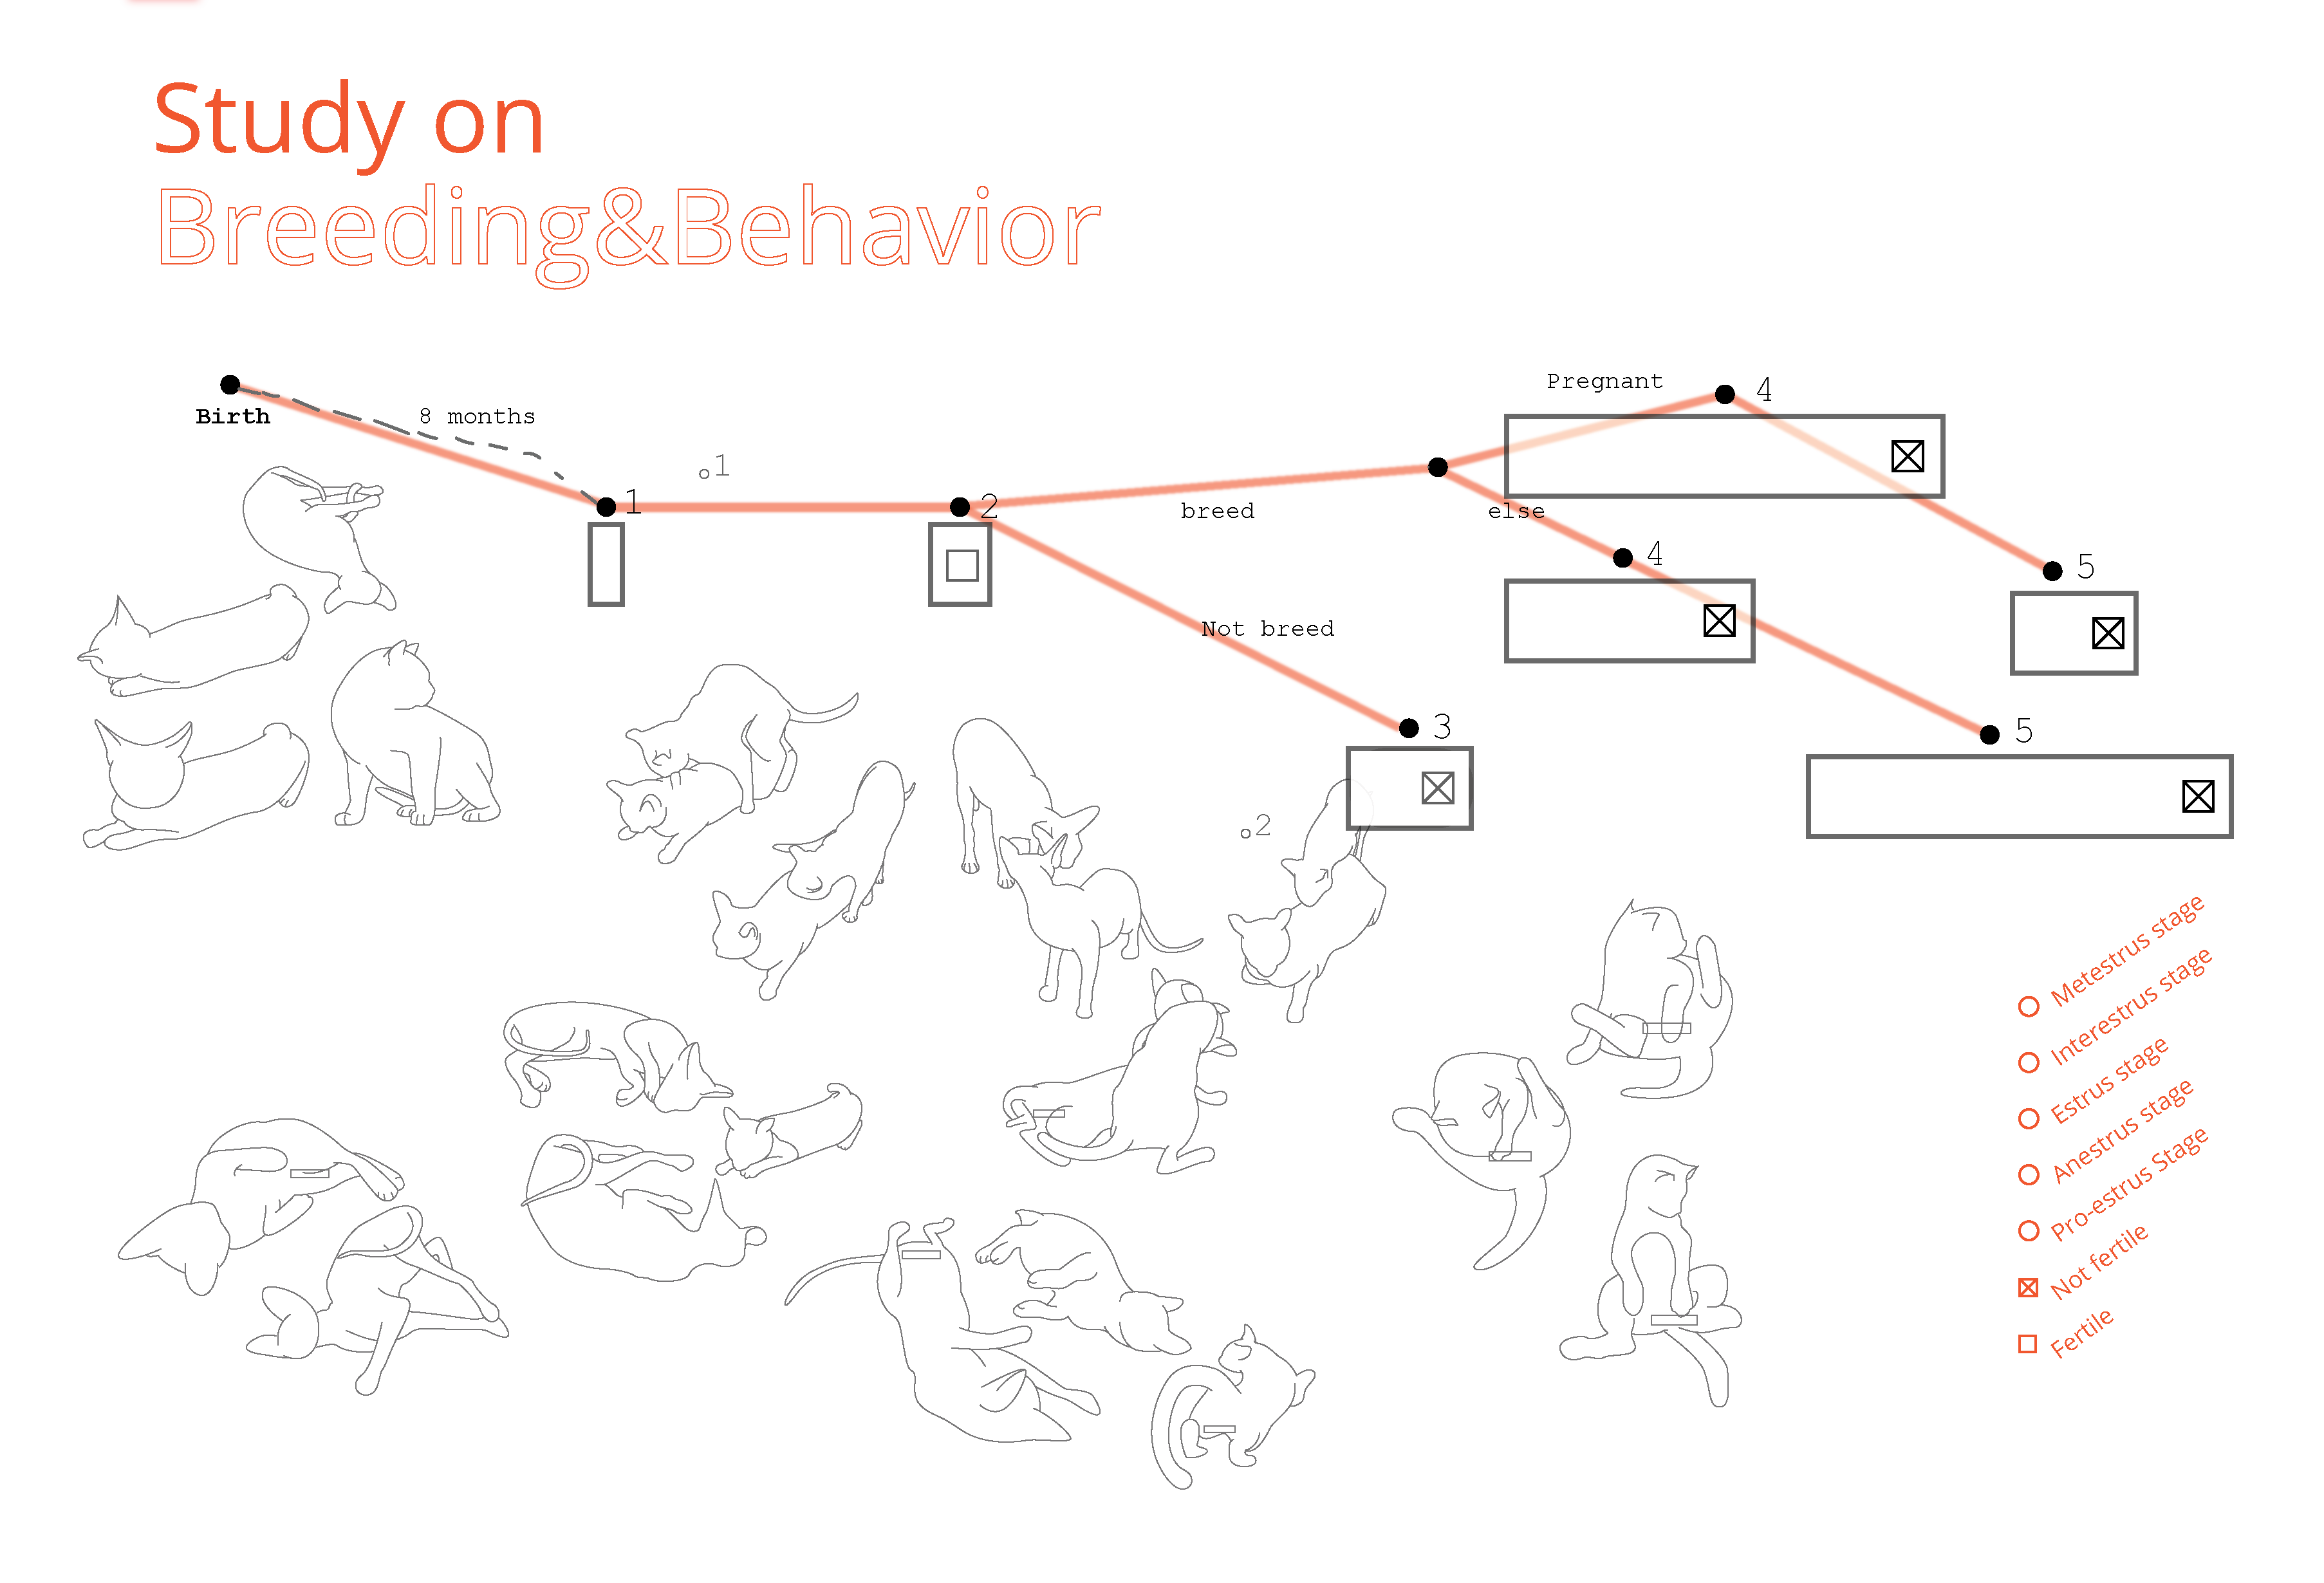 Study on
Breeding&Behavior
Pregnant
4
Birth
8 months
.1
1
2
breed
else
4
5
Not breed
3
5
.2
Metestrus stage
Interestrus stage
Estrus stage
Anestrus stage
Pro-estrus Stage
Not fertile
Fertile